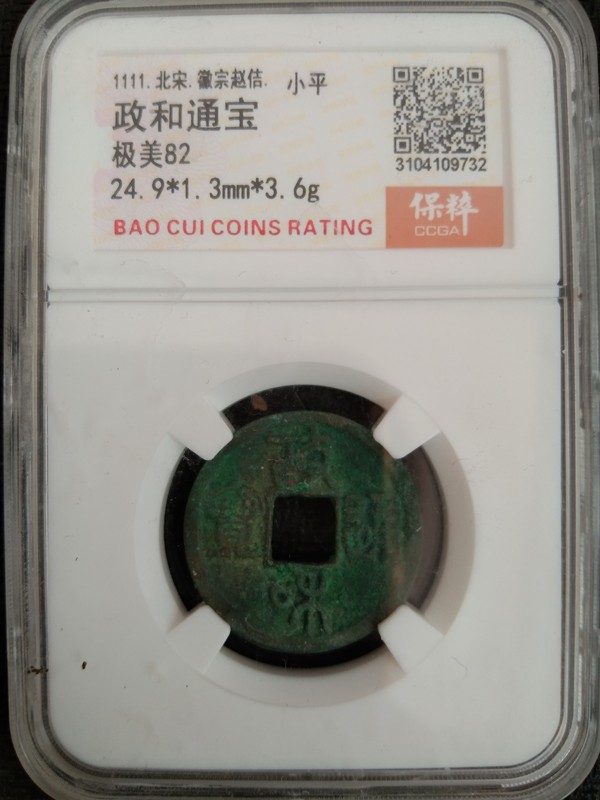 1111. 北宋. 徽宗赵佶. 小平
政和通宝
极美82
24.9*1.3mm*3.6g
BAO CUI COINS RATING
3104109732
保粹
CCGA
政
通
和
寶